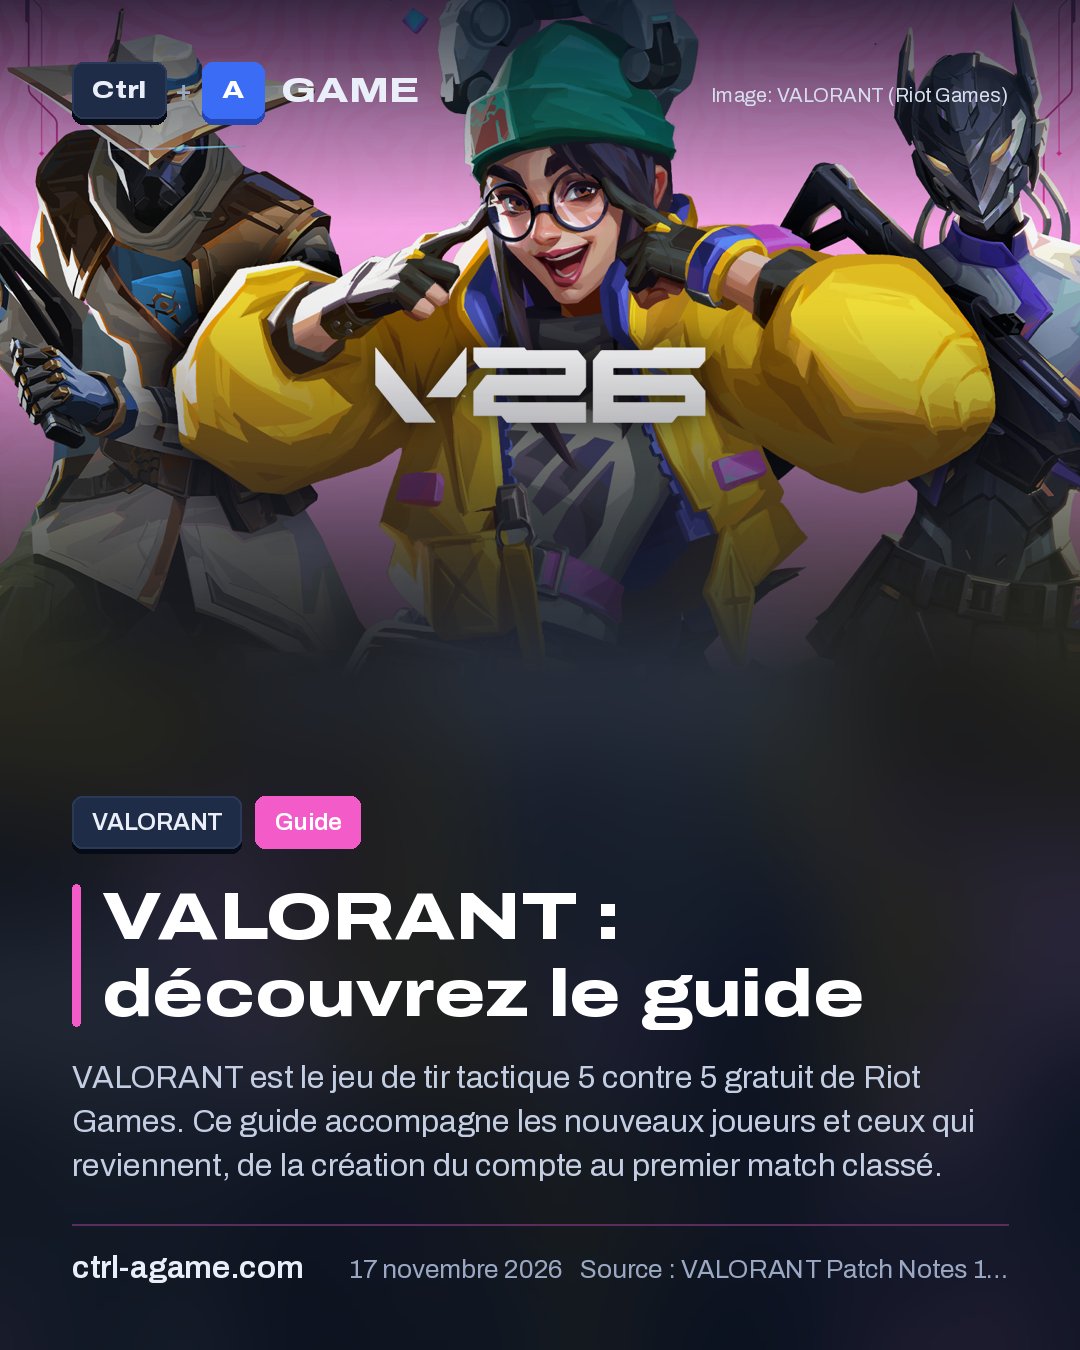 Ctrl + A GAME
Image: VALORANT (Riot Games)
V26
VALORANT Guide
VALORANT :
découvrez le guide
VALORANT est le jeu de tir tactique 5 contre 5 gratuit de Riot
Games. Ce guide accompagne les nouveaux joueurs et ceux qui
reviennent, de la création du compte au premier match classé.
ctrl-agame.com 17 novembre 2026 Source : VALORANT Patch Notes 1...